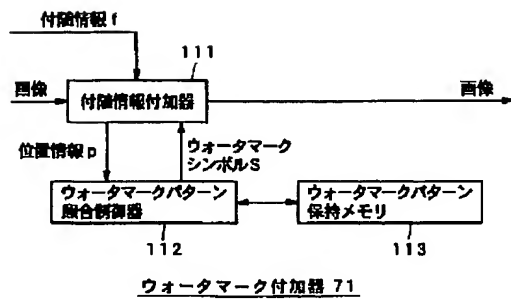 付随情報 f
111
画像
付随情報付加器
画像
位置情報 p
ウォータマーク
シンボルS
ウォータマークパターン
照合制御器
ウォータマークパターン
保持メモリ
112
113
ウォータマーク付加器 71